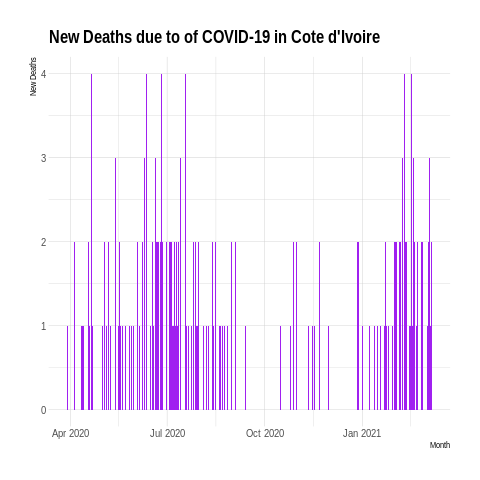 New Deaths due to of COVID-19 in Cote d'Ivoire
New Deaths
4
3
2
1
0
Apr 2020 Jul 2020 Oct 2020 Jan 2021
Month